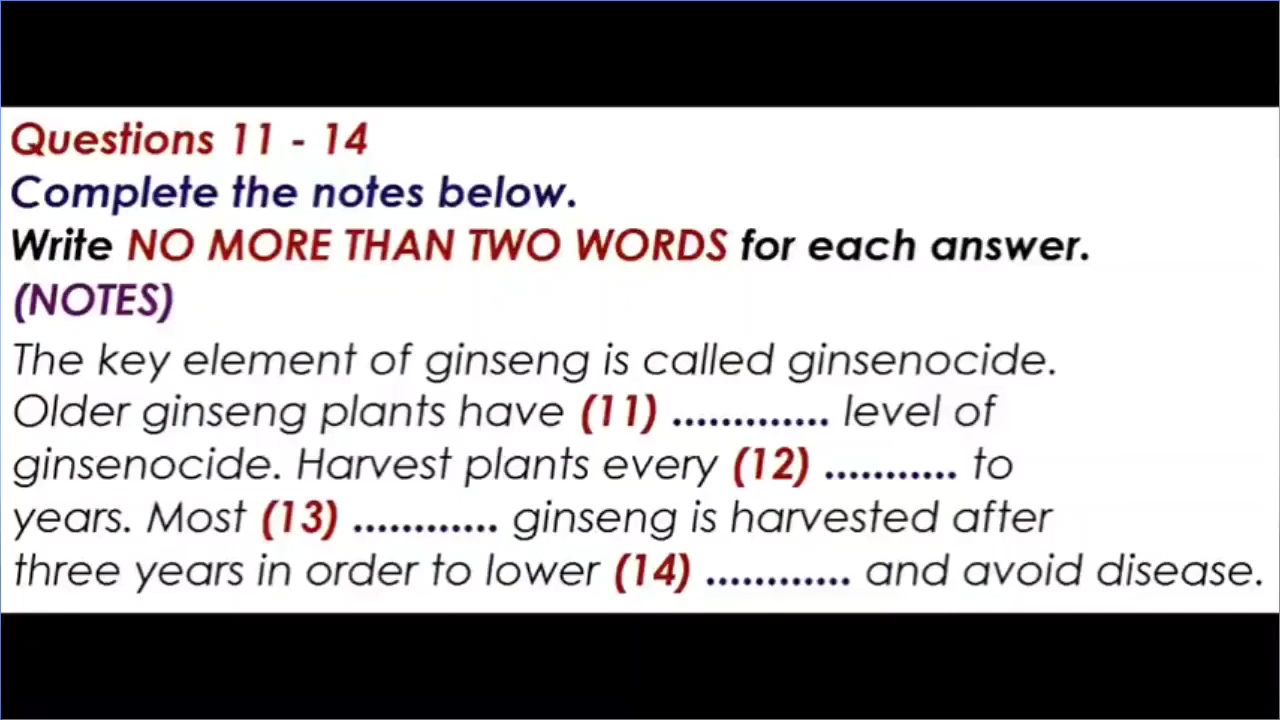 Questions 11 - 14
Complete the notes below.
Write NO MORE THAN TWO WORDS for each answer.
(NOTES)
The key element of ginseng is called ginsenocide.
Older ginseng plants have (11) ............. level of
ginsenocide. Harvest plants every (12) ........... to
years. Most (13) ............ ginseng is harvested after
three years in order to lower (14) ............ and avoid disease.